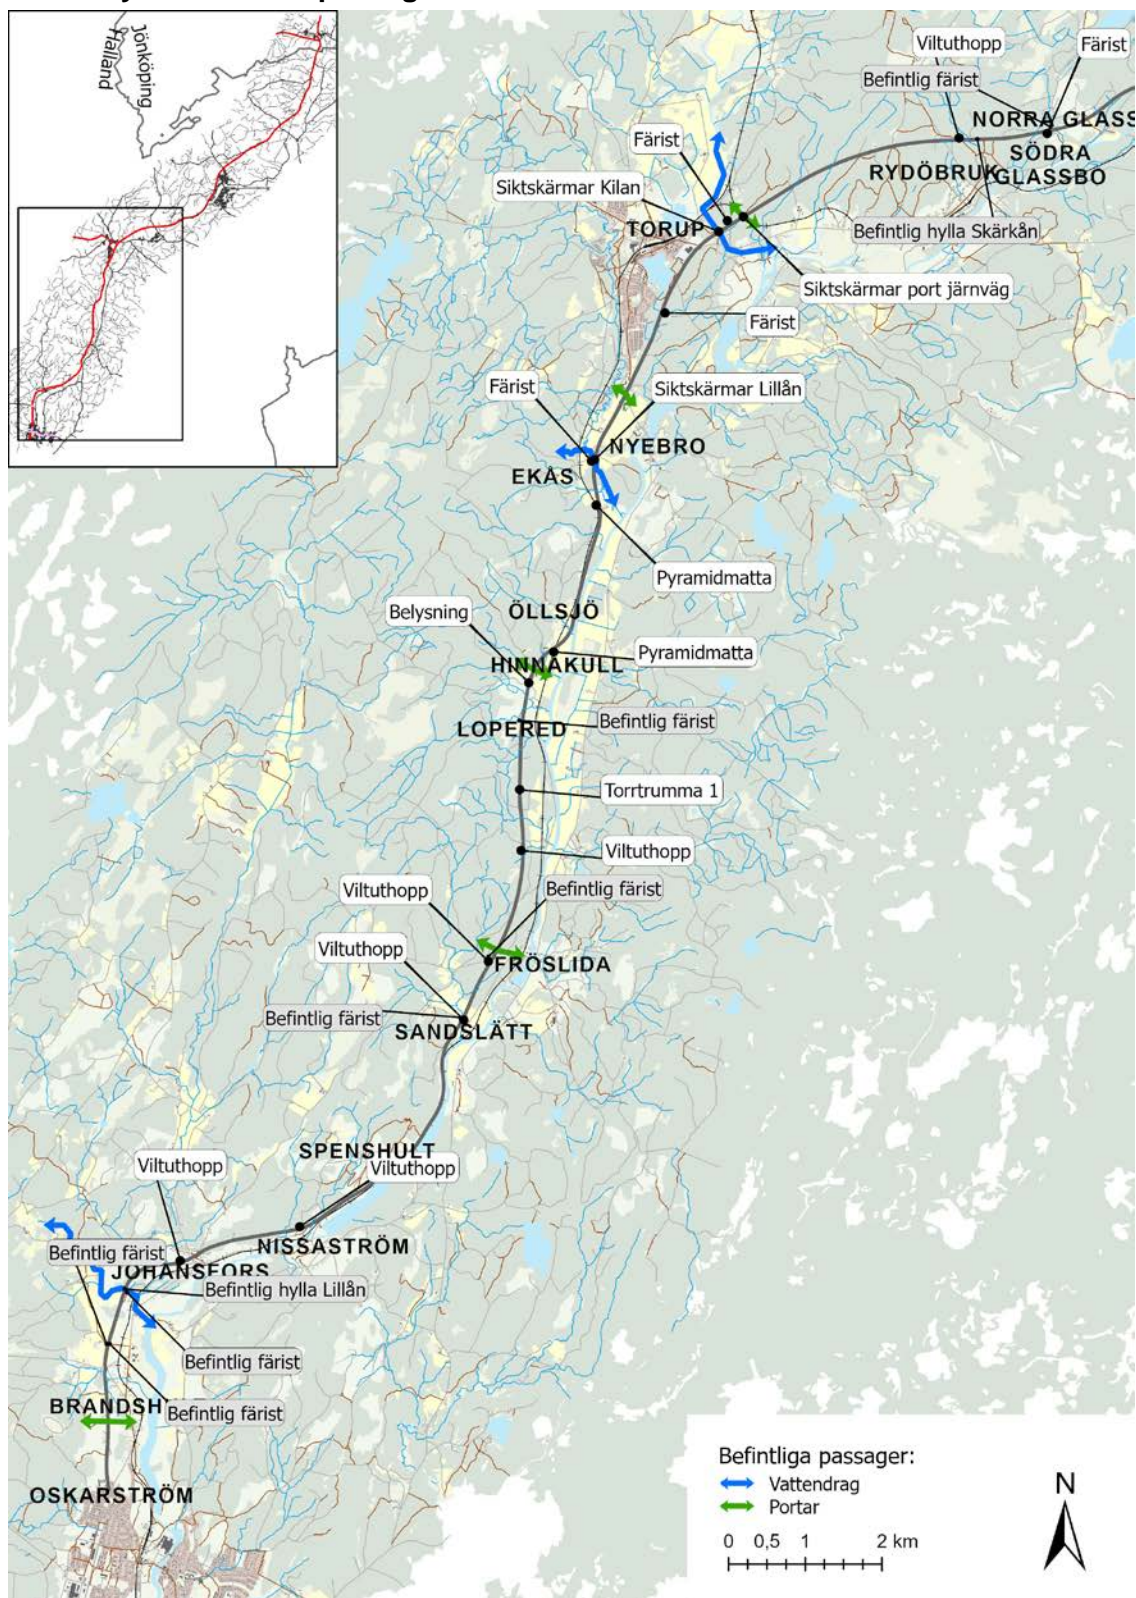 Jönköping
Halland
Viltuthopp
Färist
Befintlig färist
NORRA GLASS
Färist
RYDÖBRUK
SÖDRA
GLASSBO
Siktskärmar Kilan
TORUP
Befintlig hylla Skärkån
Siktskärmar port järnväg
Färist
Färist
Siktskärmar Lillån
NYEBRO
EKÅS
Pyramidmatta
ÖLLSJÖ
Belysning
Pyramidmatta
HINNAKULL
Befintlig färist
LOPERED
Torrtrumma 1
Viltuthopp
Viltuthopp
Befintlig färist
Viltuthopp
FRÖSLIDA
Befintlig färist
SANDSLÄTT
SPENSHULT
Viltuthopp
Viltuthopp
NISSASTRÖM
Befintlig färist
JOHANSFORS
Befintlig hylla Lillån
Befintlig färist
BRANDSH
Befintlig färist
OSKARSTRÖM
Befintliga passager:
Vattendrag
Portar
N
0 0,5 1 2 km